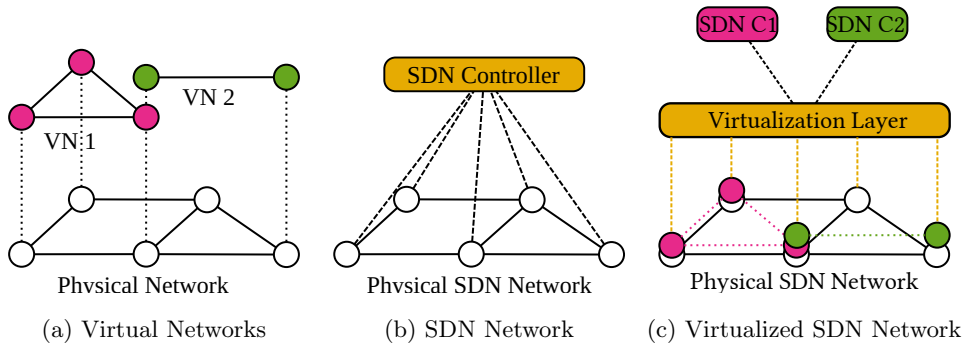 SDN C1
SDN C2
SDN Controller
VN 1
VN 2
Virtualization Layer
Physical Network
Physical SDN Network
Physical SDN Network
(a) Virtual Networks
(b) SDN Network
(c) Virtualized SDN Network